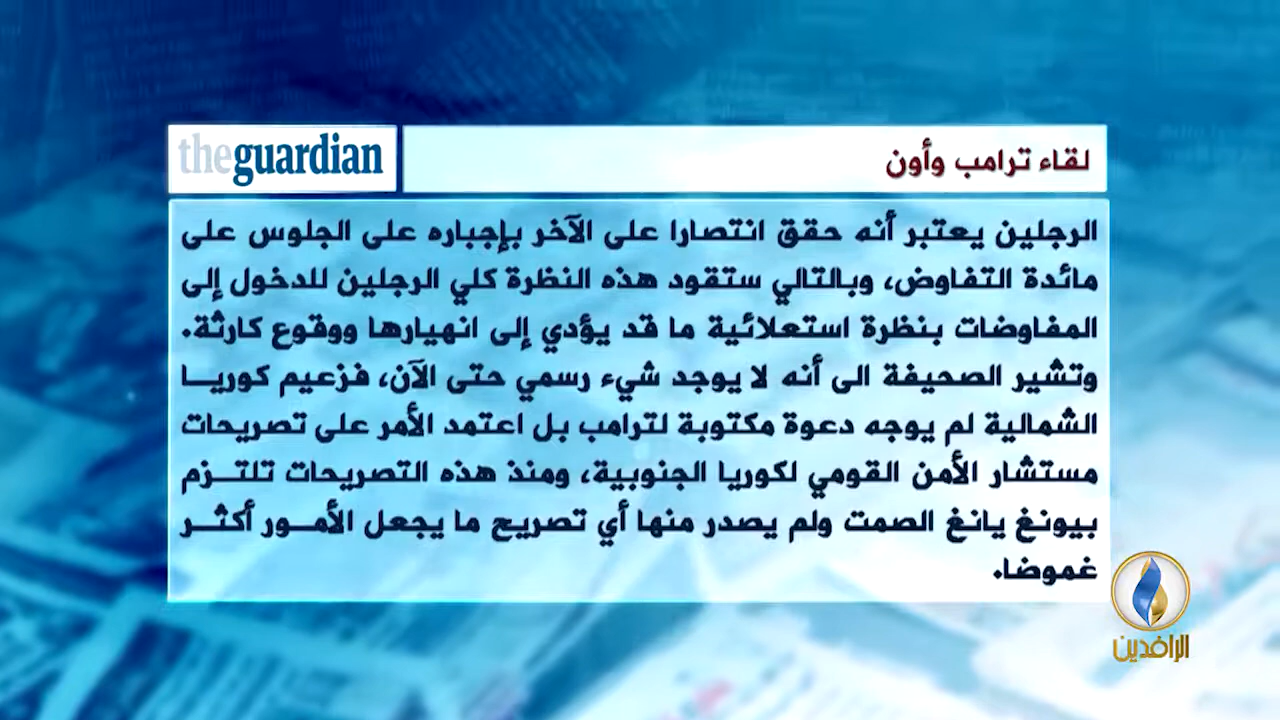 theguardian
لقاء ترامب وأون
الرجلين يعتبر أنه حقق انتصارا على الآخر بإجباره على الجلوس على
مائدة التفاوض، وبالتالي ستقود هذه النظرة كلي الرجلين للدخول إلى
المفاوضات بنظرة استعلائية ما قد يؤدي إلى انهيارها ووقوع كارثة.
وتشير الصحيفة الى أنه لا يوجد شيء رسمي حتى الآن، فزعيم كوريـا
الشمالية لم يوجه دعوة مكتوبة لترامب بل اعتمد الأمر على تصريحات
مستشار الأمن القومي لكوريا الجنوبية، ومنذ هذه التصريحات تلتـزم
بيونغ يانغ الصمت ولم يصدر منها أي تصريح ما يجعل الأمـور أكثـر
غموضا.
الرافدين